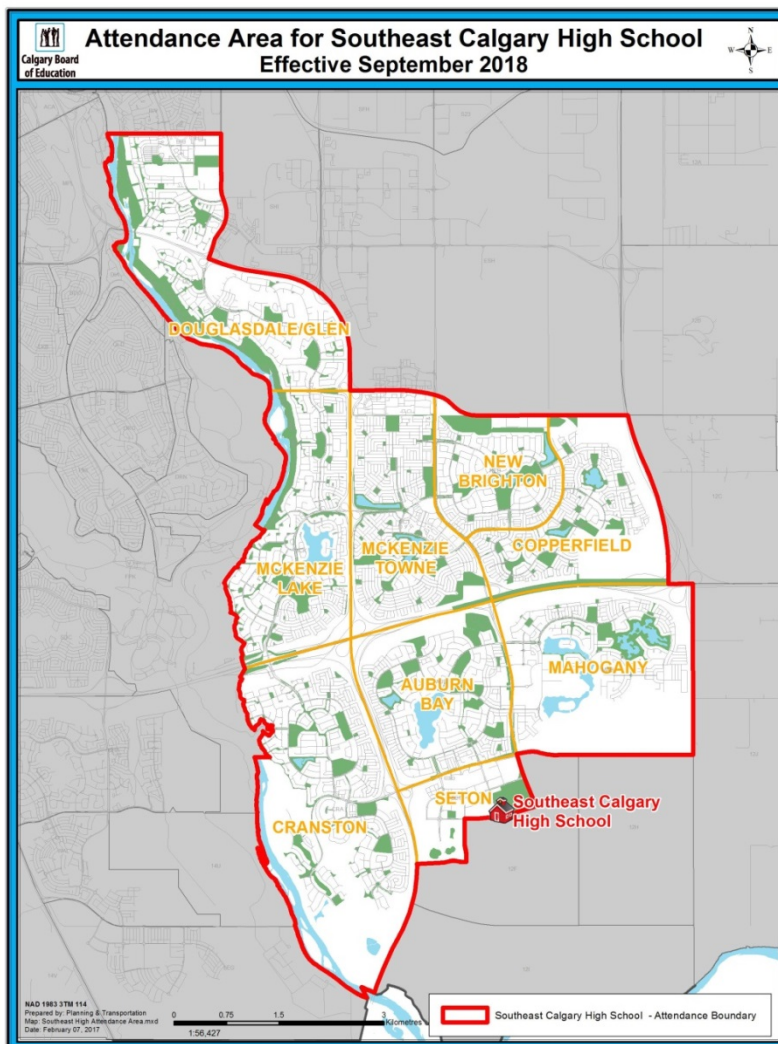 Calgary Board
of Education
Attendance Area for Southeast Calgary High School
Effective September 2018
N
W
E
S
DOUGLASDALE/GLEN
NEW
BRIGHTON
MCKENZIE
TOWNE
COPPERFIELD
MCKENZIE
LAKE
MAHOGANY
AUBURN
BAY
SETON
Southeast Calgary
High School
CRANSTON
NAD 1983 3TM 114
Prepared by: Planning & Transportation
Map: Southeast High Attendance Area.mxd
Date: February 07, 2017
0 0.75 1.5 3
Kilometres
1:56,427
Southeast Calgary High School - Attendance Boundary